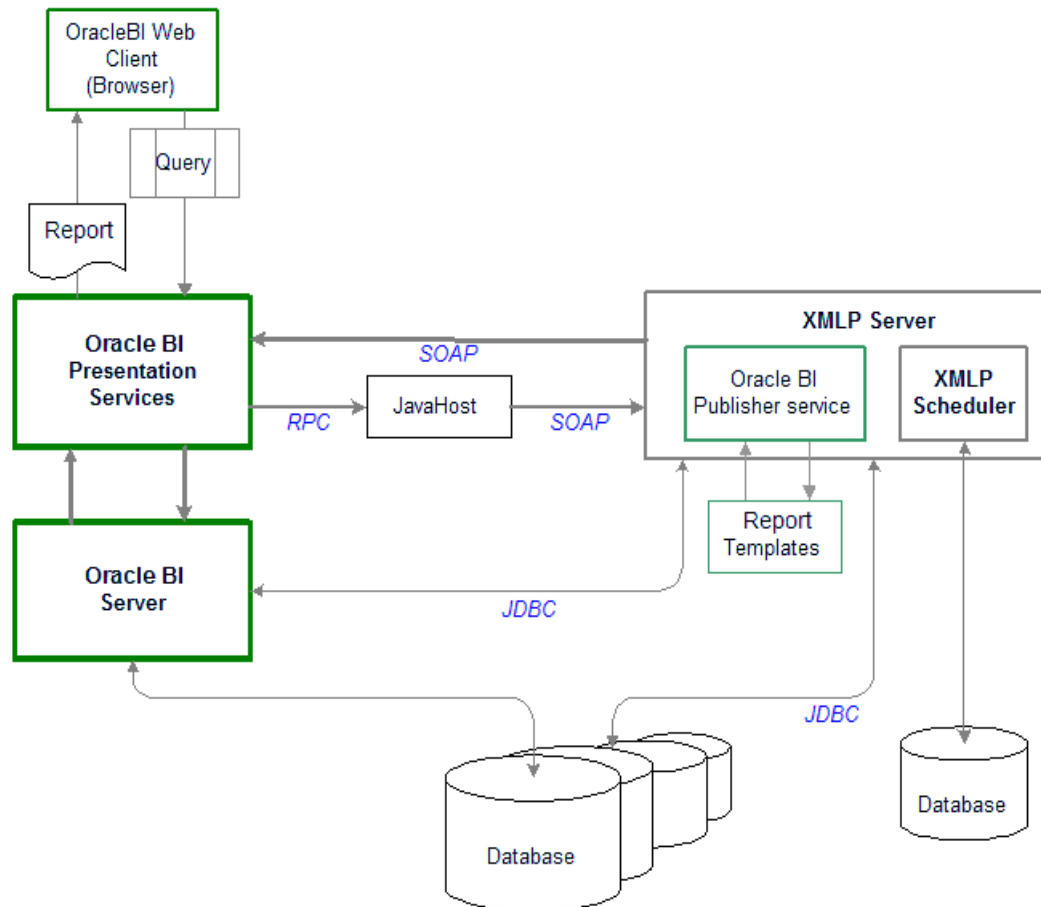 OracleBI Web
Client
(Browser)
Query
Report
Oracle BI
Presentation
Services
SOAP
RPC
JavaHost
SOAP
XMLP Server
Oracle BI
Publisher service
XMLP
Scheduler
Report
Templates
Oracle BI
Server
JDBC
JDBC
Database
Database